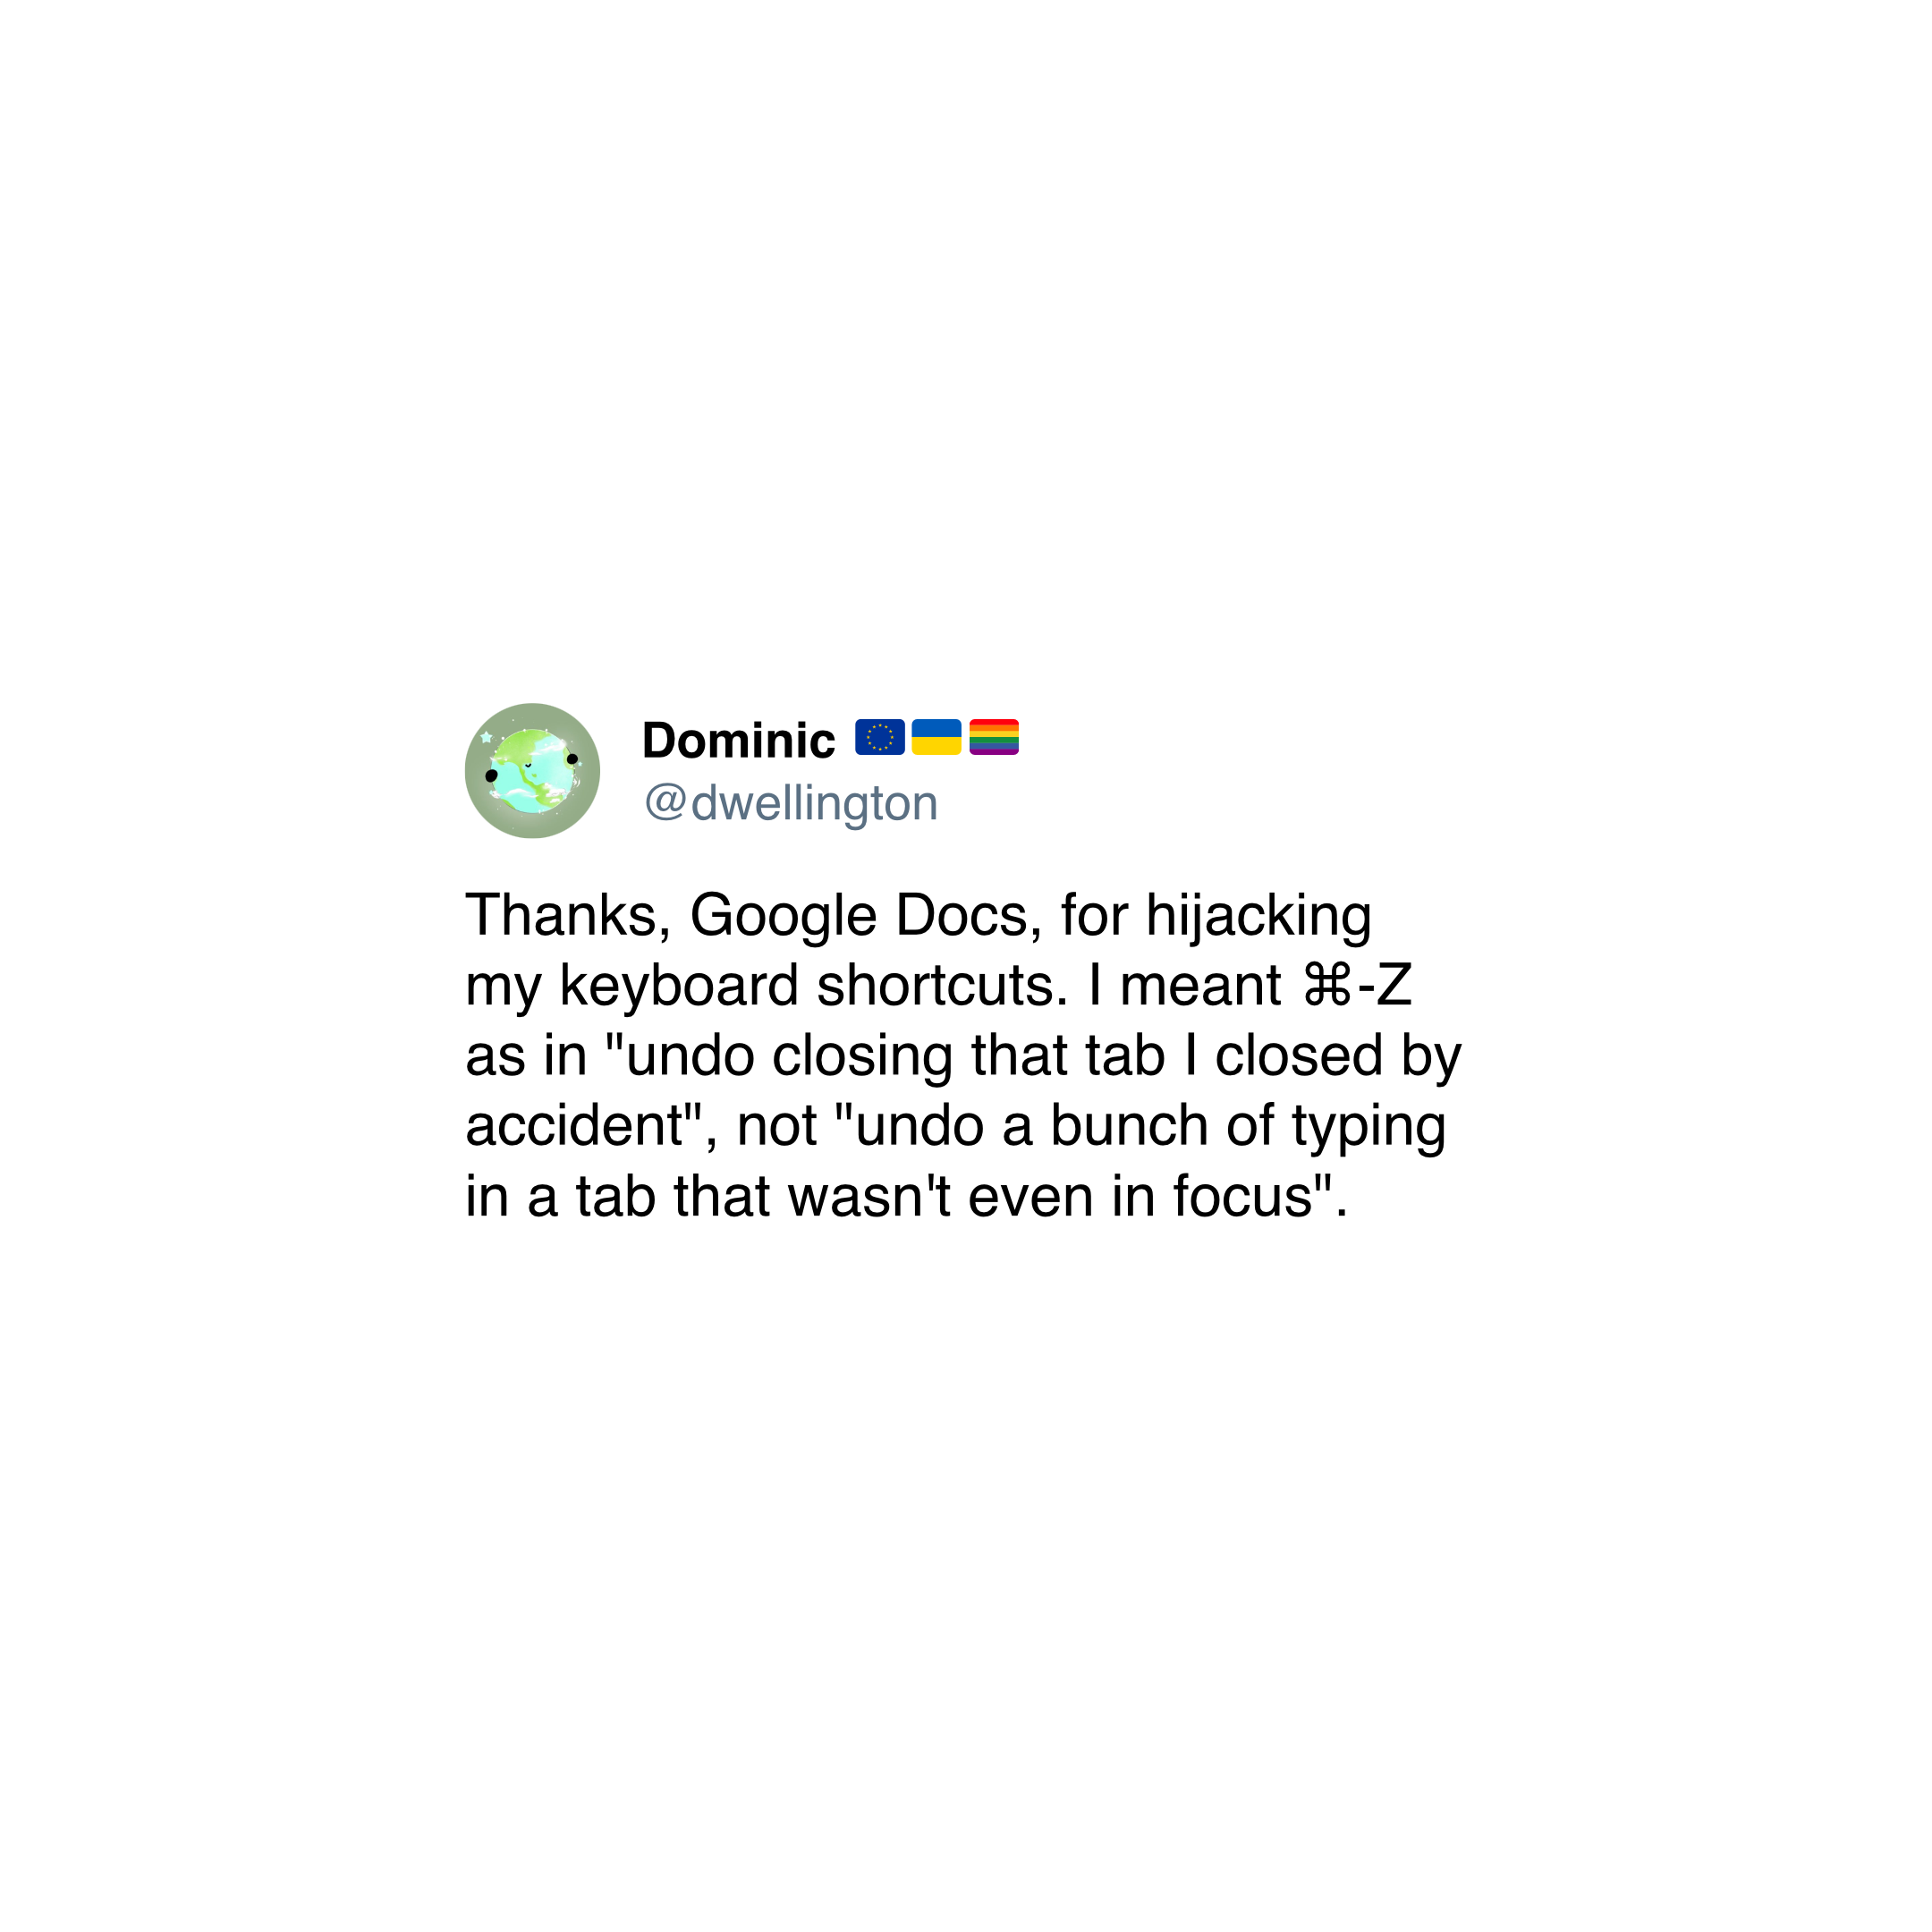 Dominic 🇪🇺 🇺🇦 🏳️‍🌈
@dwellington
Thanks, Google Docs, for hijacking
my keyboard shortcuts. I meant ⌘-Z
as in "undo closing that tab I closed by
accident", not "undo a bunch of typing
in a tab that wasn't even in focus".